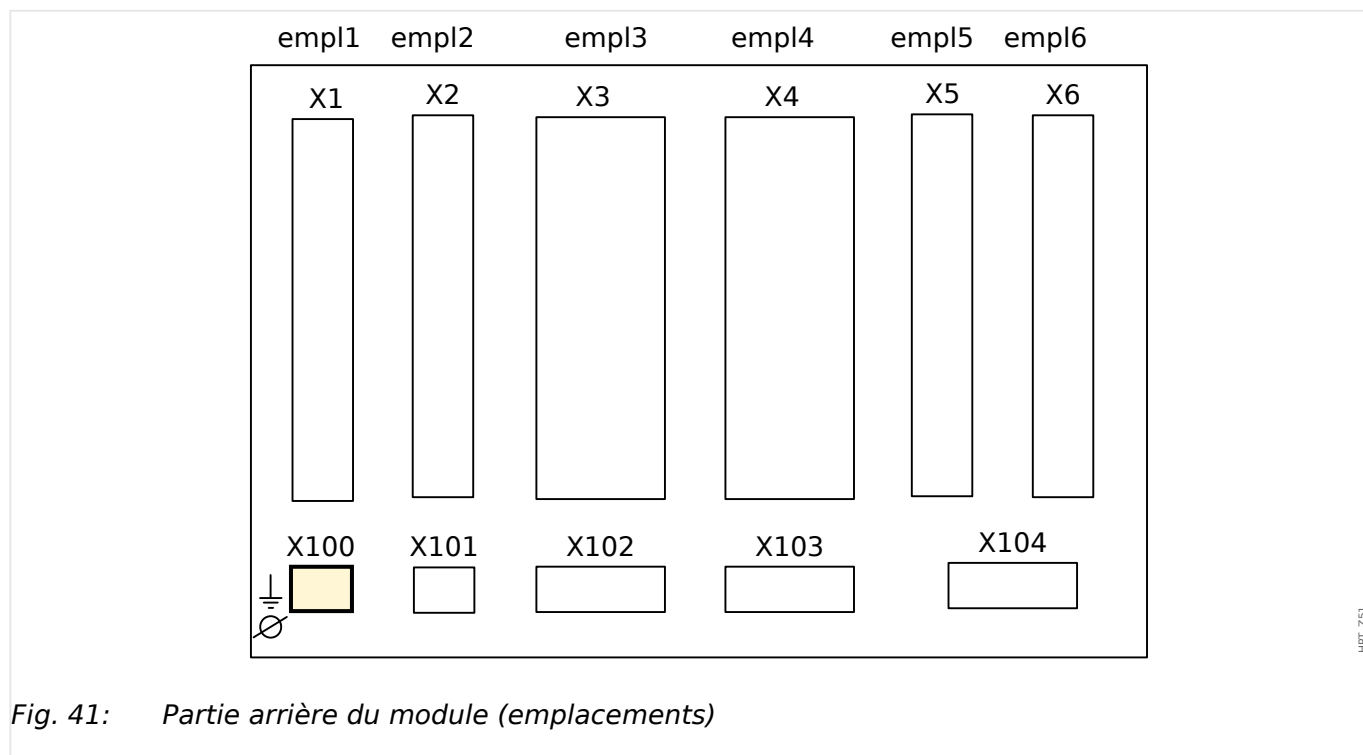 empl1 empl2 empl3 empl4 empl5 empl6
X1 X2 X3 X4 X5 X6
X100 X101 X102 X103 X104
Fig. 41: Partie arrière du module (emplacements)